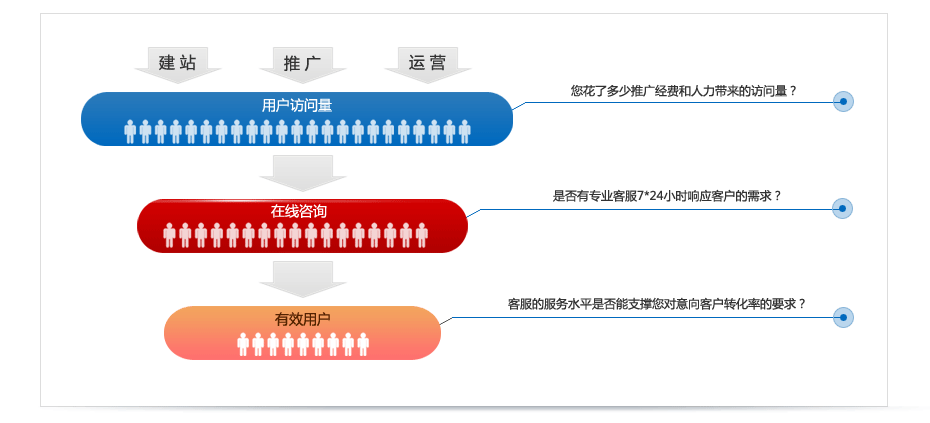 建站
推广
运营
用户访问量
您花了多少推广经费和人力带来的访问量？
在线咨询
是否有专业客服7*24小时响应客户的需求？
有效用户
客服的服务水平是否能支撑您对意向客户转化率的要求？